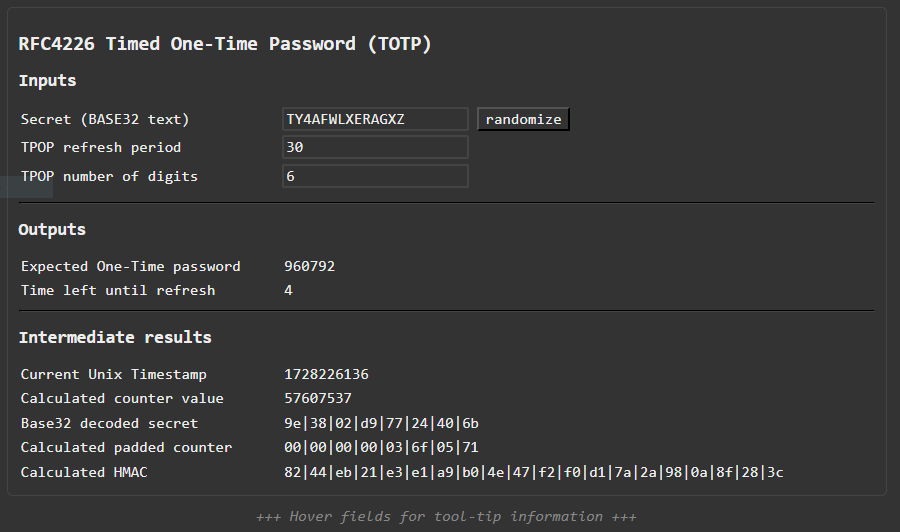 RFC4226 Timed One-Time Password (TOTP)
Inputs
Secret (BASE32 text) TY4AFWLXERAGXZ randomize
TPOP refresh period 30
TPOP number of digits 6
Outputs
Expected One-Time password 960792
Time left until refresh 4
Intermediate results
Current Unix Timestamp 1728226136
Calculated counter value 57607537
Base32 decoded secret 9e|38|02|d9|77|24|40|6b
Calculated padded counter 00|00|00|00|03|6f|05|71
Calculated HMAC 82|44|eb|21|e3|e1|a9|b0|4e|47|f2|f0|d1|7a|2a|98|0a|8f|28|3c
+++ Hover fields for tool-tip information +++